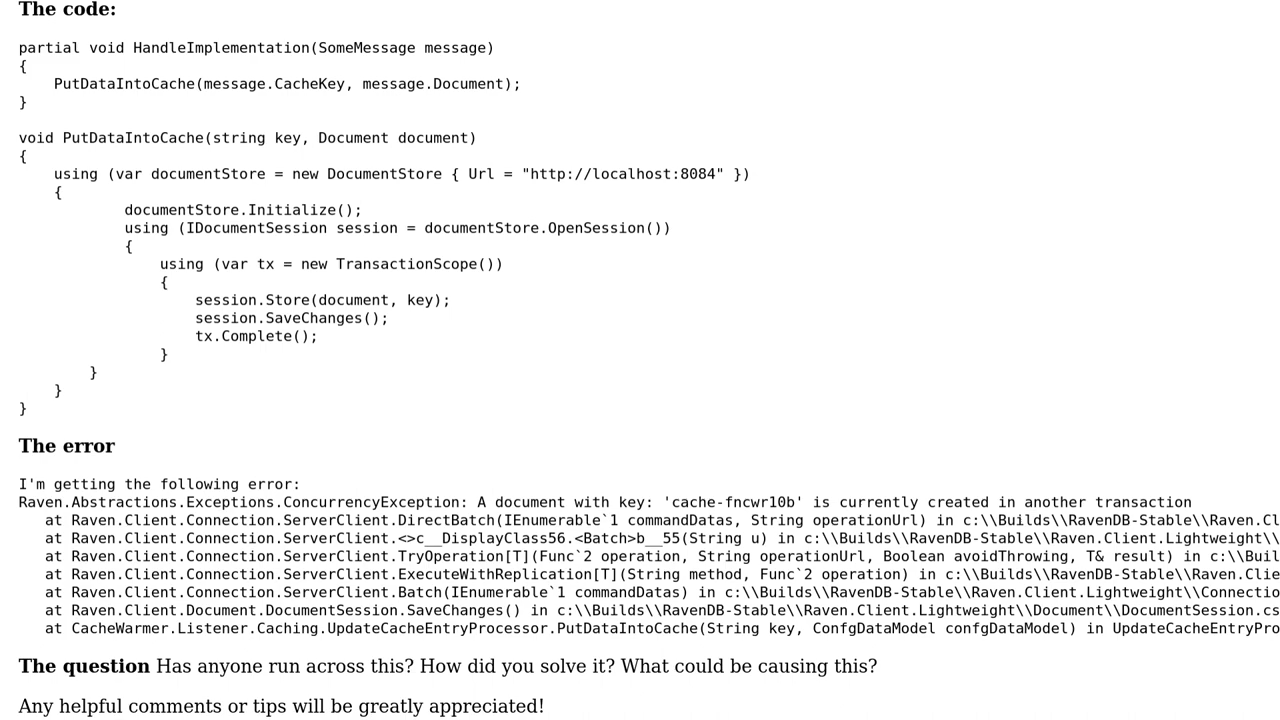 The code:
partial void HandleImplementation(SomeMessage message)
{
    PutDataIntoCache(message.CacheKey, message.Document);
}
void PutDataIntoCache(string key, Document document)
{
    using (var documentStore = new DocumentStore { Url = "http://localhost:8084" })
    {
            documentStore.Initialize();
            using (IDocumentSession session = documentStore.OpenSession())
            {
                using (var tx = new TransactionScope())
                {
                    session.Store(document, key);
                    session.SaveChanges();
                    tx.Complete();
                }
        }
    }
}
The error
I'm getting the following error:
Raven.Abstractions.Exceptions.ConcurrencyException: A document with key: 'cache-fncwr10b' is currently created in another transaction
   at Raven.Client.Connection.ServerClient.DirectBatch(IEnumerable`1 commandDatas, String operationUrl) in c:\\Builds\\RavenDB-Stable\\Raven.Cl
   at Raven.Client.Connection.ServerClient.<>c__DisplayClass56.<Batch>b__55(String u) in c:\\Builds\\RavenDB-Stable\\Raven.Client.Lightweight\\
   at Raven.Client.Connection.ServerClient.TryOperation[T](Func`2 operation, String operationUrl, Boolean avoidThrowing, T& result) in c:\\Buil
   at Raven.Client.Connection.ServerClient.ExecuteWithReplication[T](String method, Func`2 operation) in c:\\Builds\\RavenDB-Stable\\Raven.Clie
   at Raven.Client.Connection.ServerClient.Batch(IEnumerable`1 commandDatas) in c:\\Builds\\RavenDB-Stable\\Raven.Client.Lightweight\\Connectio
   at Raven.Client.Document.DocumentSession.SaveChanges() in c:\\Builds\\RavenDB-Stable\\Raven.Client.Lightweight\\Document\\DocumentSession.cs
   at CacheWarmer.Listener.Caching.UpdateCacheEntryProcessor.PutDataIntoCache(String key, ConfgDataModel confgDataModel) in UpdateCacheEntryPro
The question Has anyone run across this? How did you solve it? What could be causing this?
Any helpful comments or tips will be greatly appreciated!